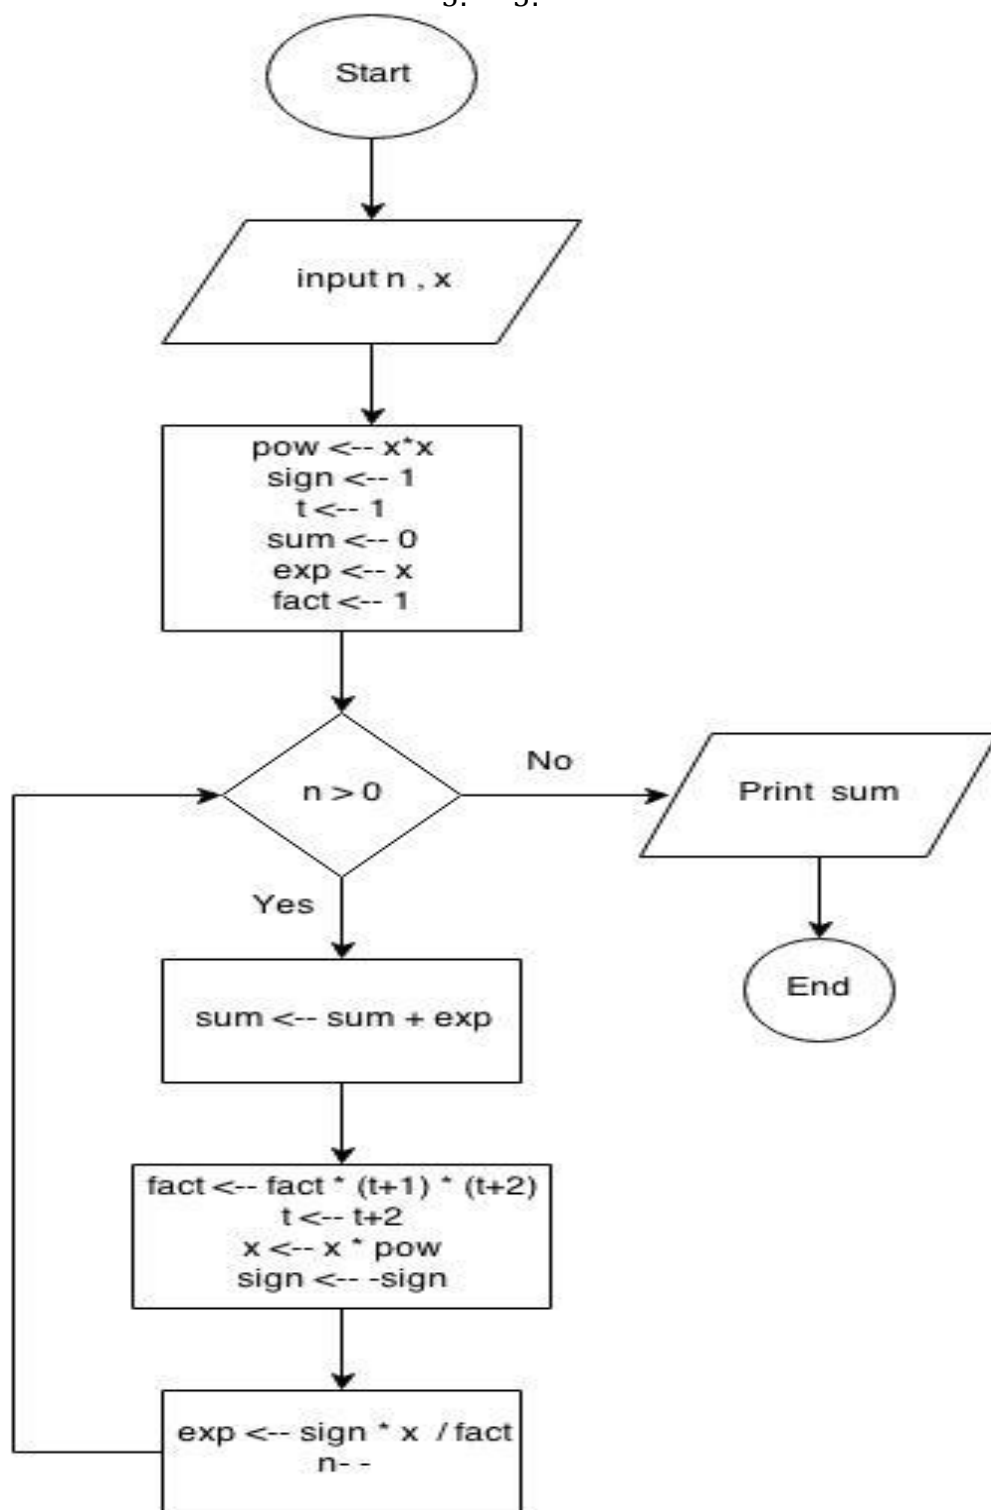 Start
input n , x
pow <-- x*x
sign <-- 1
t <-- 1
sum <-- 0
exp <-- x
fact <-- 1
n > 0
No
Print sum
Yes
End
sum <-- sum + exp
fact <-- fact * (t+1) * (t+2)
t <-- t+2
x <-- x * pow
sign <-- -sign
exp <-- sign * x / fact
n- -